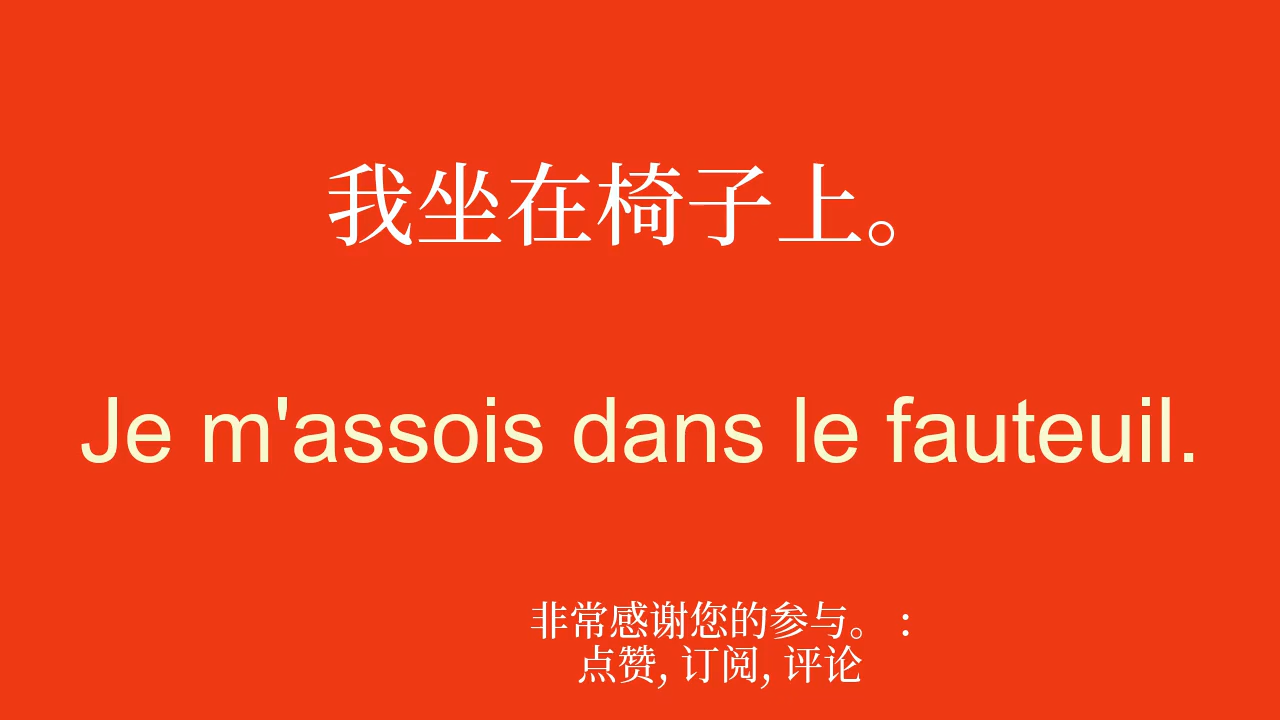 我坐在椅子上。
Je m'assois dans le fauteuil.
非常感谢您的参与。 :
点赞, 订阅, 评论